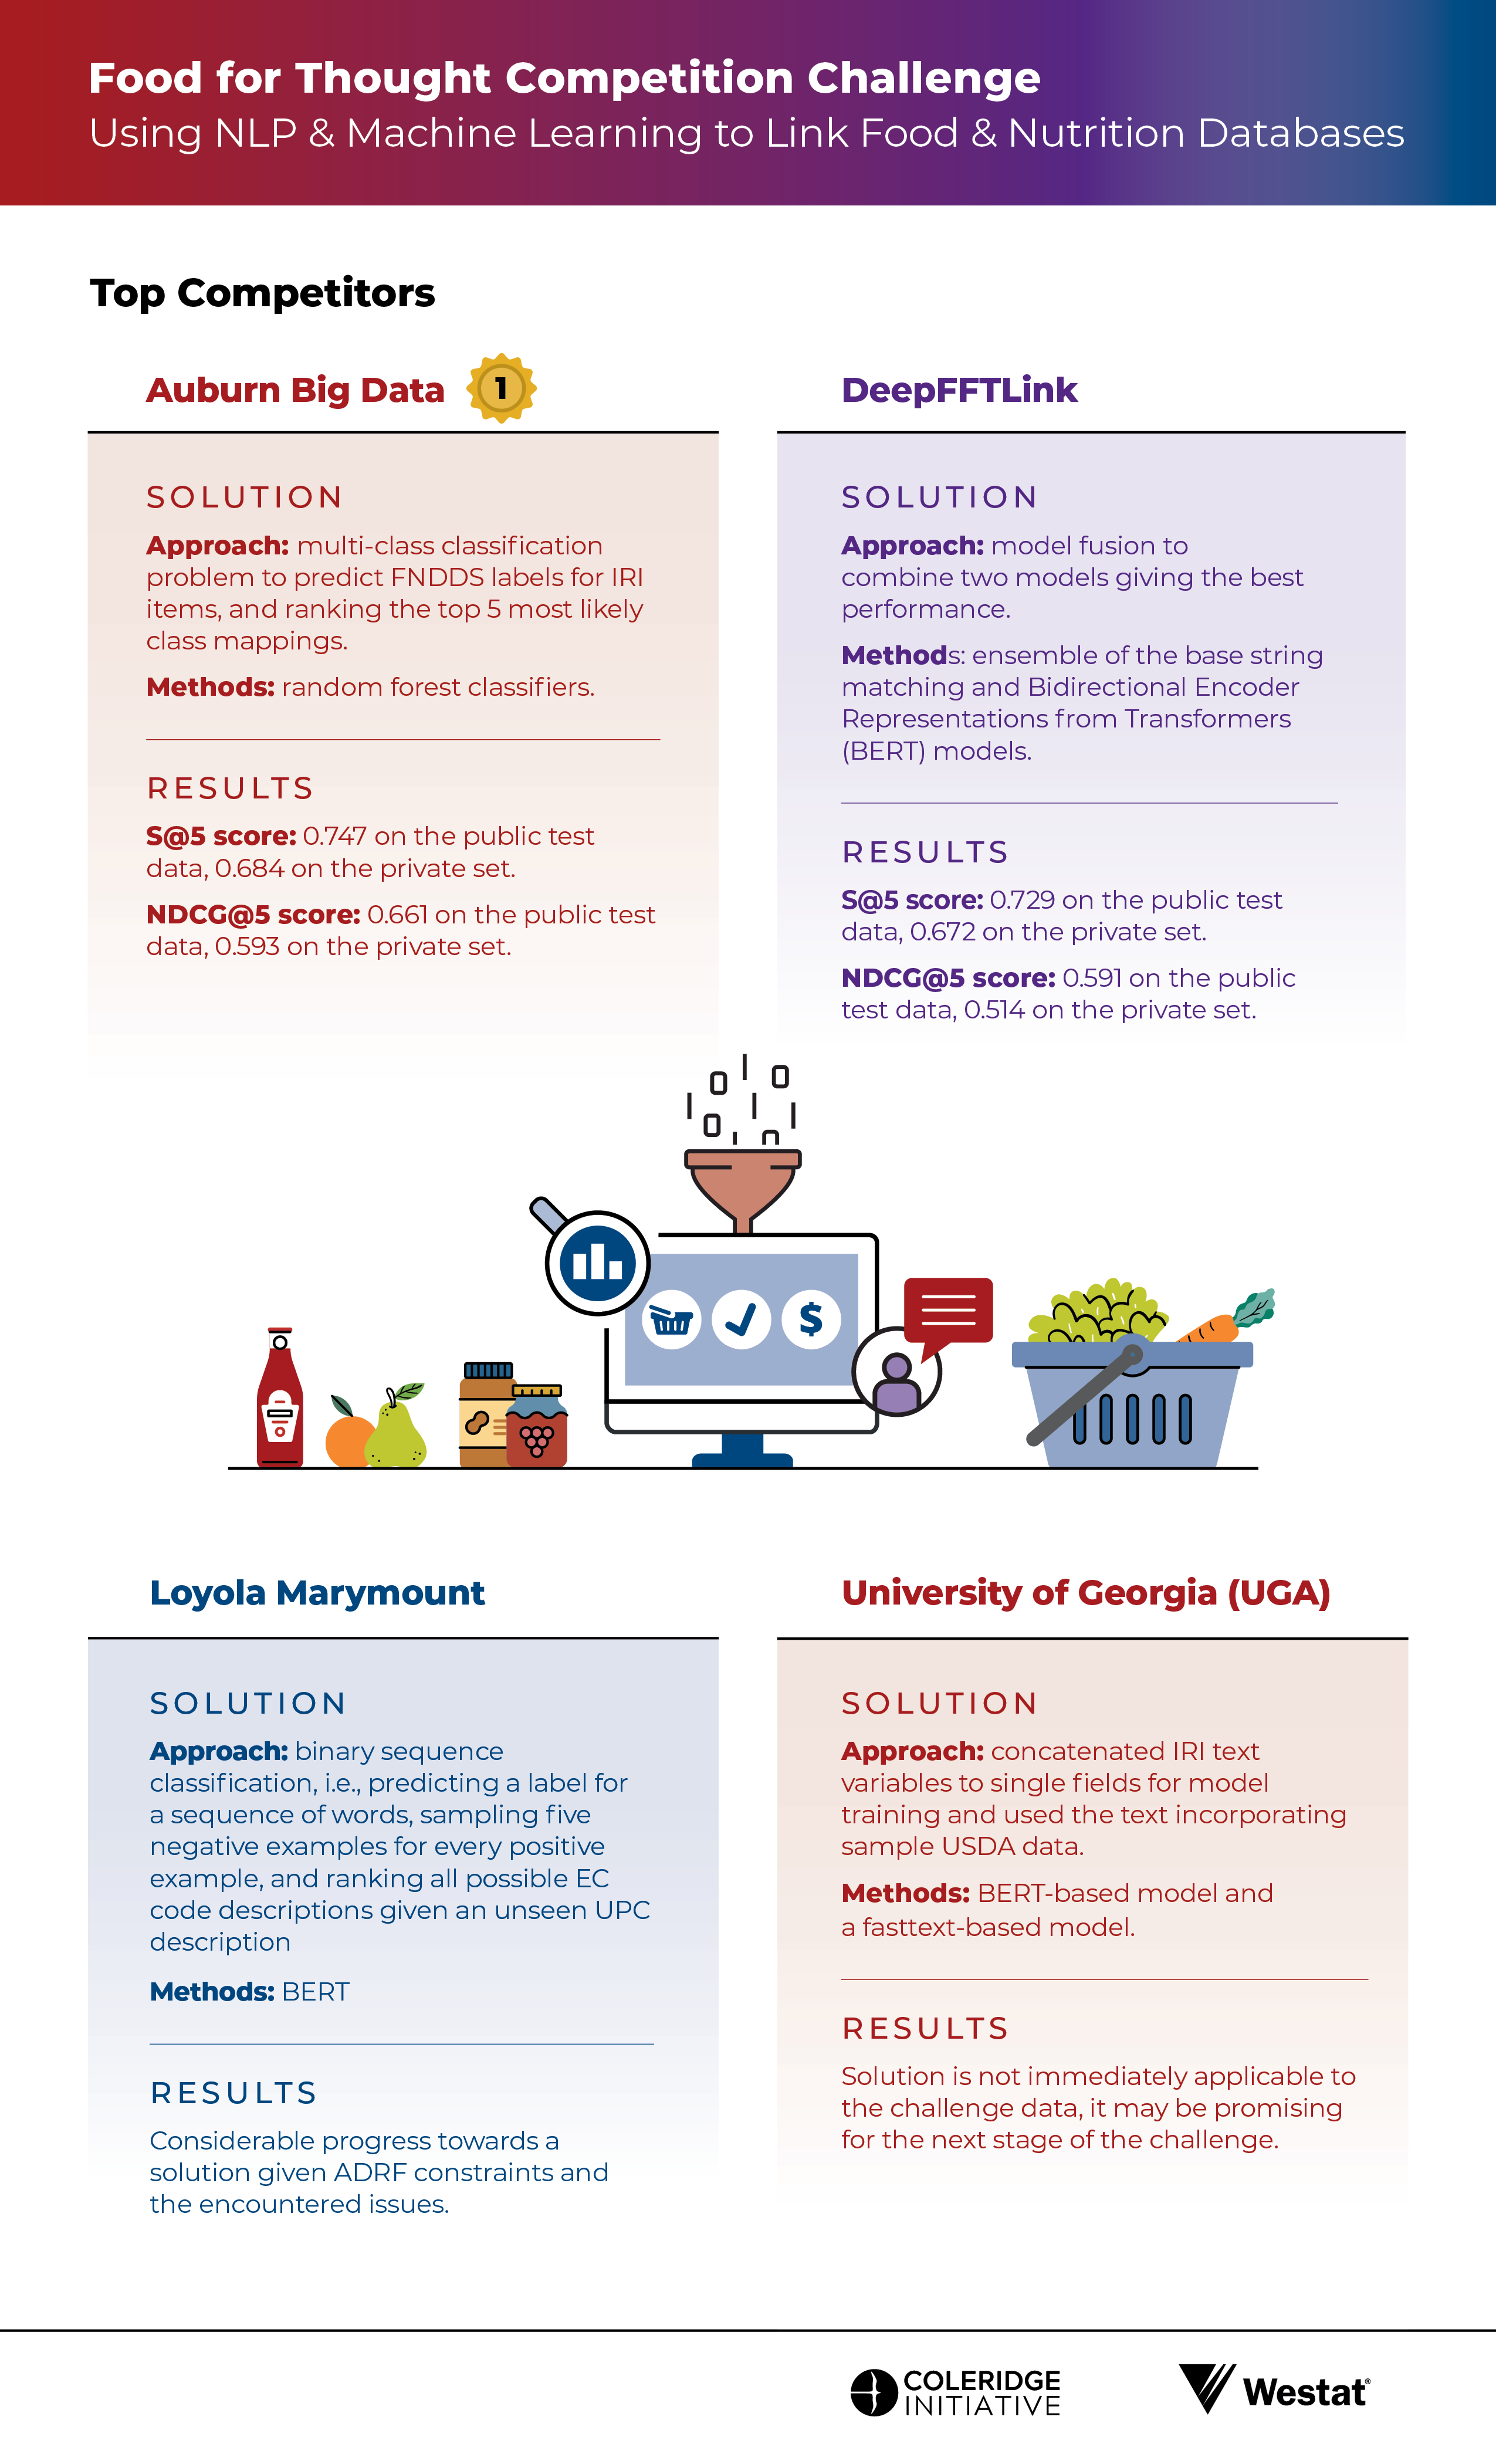 Food for Thought Competition Challenge
Using NLP & Machine Learning to Link Food & Nutrition Databases
Top Competitors
Auburn Big Data
1
SOLUTION
Approach: multi-class classification
problem to predict FNDDS labels for IRI
items, and ranking the top 5 most likely
class mappings.
Methods: random forest classifiers.
RESULTS
S@5 score: 0.747 on the public test
data, 0.684 on the private set.
NDCG@5 score: 0.661 on the public test
data, 0.593 on the private set.
DeepFFTLink
SOLUTION
Approach: model fusion to
combine two models giving the best
performance.
Methods: ensemble of the base string
matching and Bidirectional Encoder
Representations from Transformers
(BERT) models.
RESULTS
S@5 score: 0.729 on the public test
data, 0.672 on the private set.
NDCG@5 score: 0.591 on the public
test data, 0.514 on the private set.
$
Loyola Marymount
SOLUTION
Approach: binary sequence
classification, i.e., predicting a label for
a sequence of words, sampling five
negative examples for every positive
example, and ranking all possible EC
code descriptions given an unseen UPC
description
Methods: BERT
RESULTS
Considerable progress towards a
solution given ADRF constraints and
the encountered issues.
University of Georgia (UGA)
SOLUTION
Approach: concatenated IRI text
variables to single fields for model
training and used the text incorporating
sample USDA data.
Methods: BERT-based model and
a fasttext-based model.
RESULTS
Solution is not immediately applicable to
the challenge data, it may be promising
for the next stage of the challenge.
COLERIDGE
INITIATIVE
Westat®